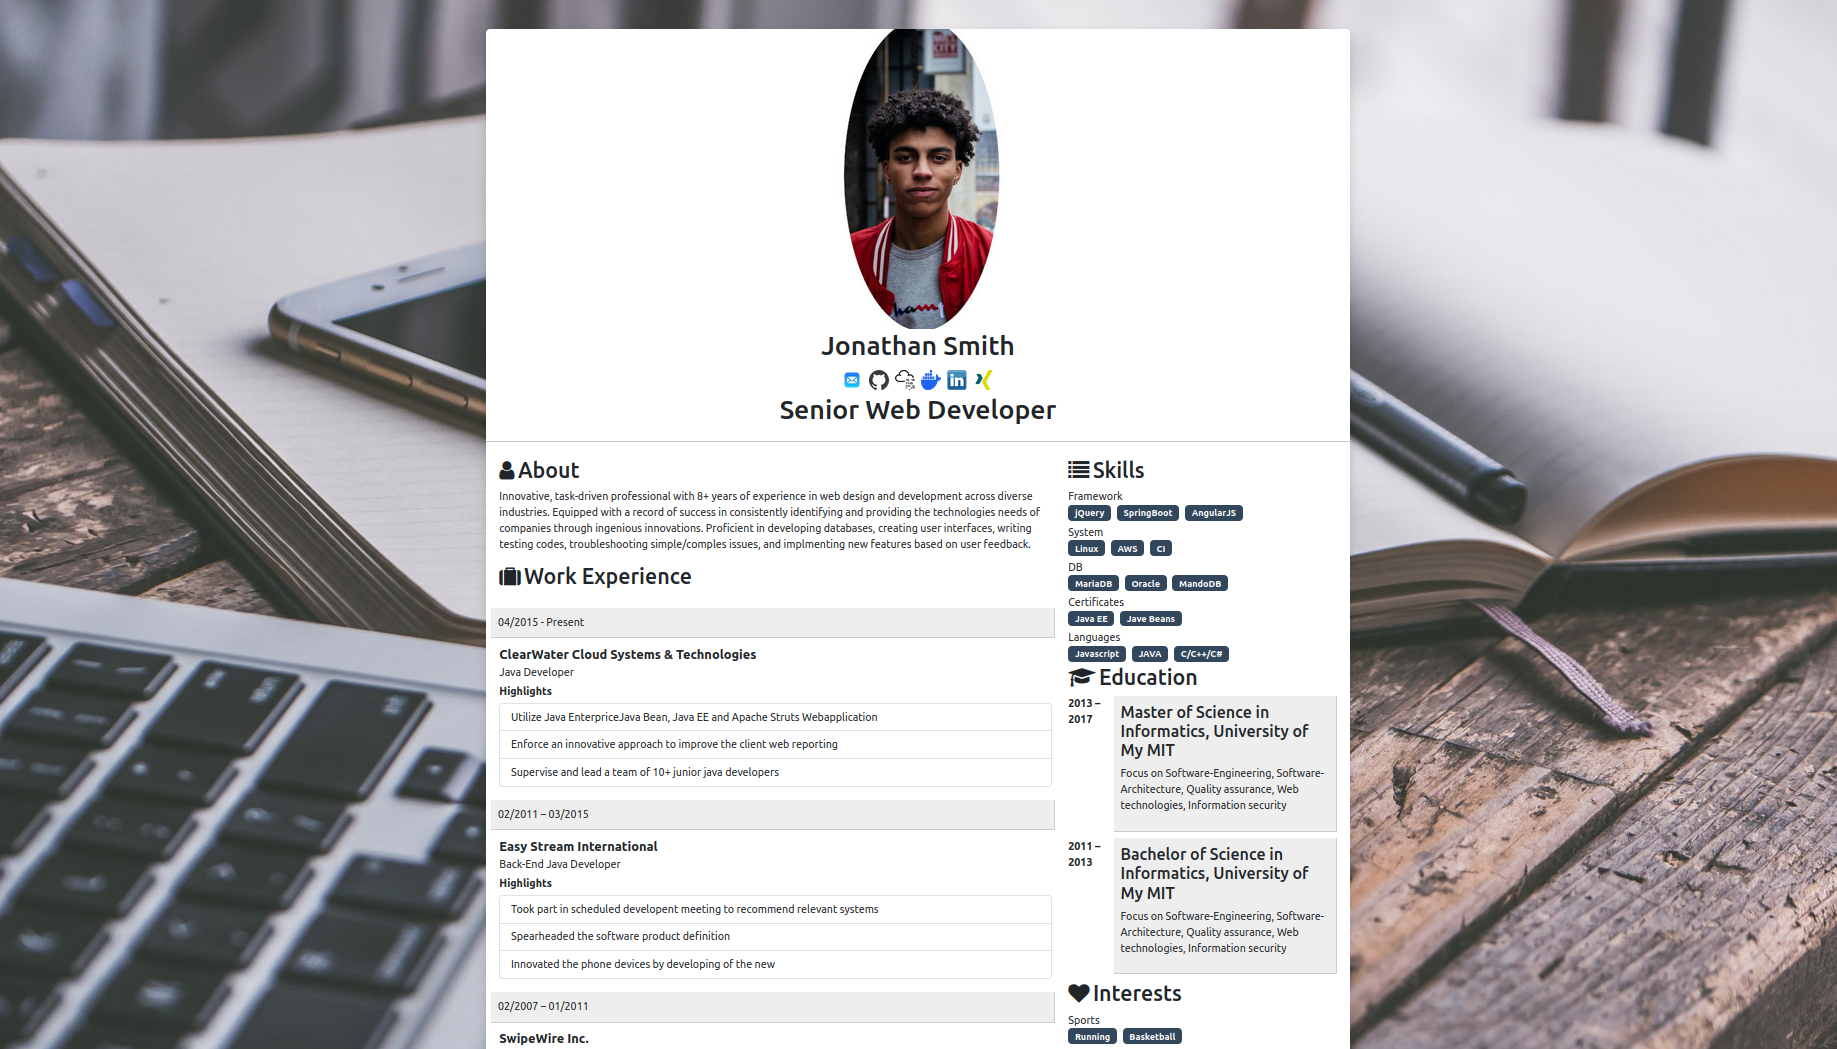 Jonathan Smith
in
Senior Web Developer
About
Innovative, task-driven professional with 8+ years of experience in web design and development across diverse
industries. Equipped with a record of success in consistently identifying and providing the technologies needs of
companies through ingenious innovations. Proficient in developing databases, creating user interfaces, writing
testing codes, troubleshooting simple/comples issues, and implmenting new features based on user feedback.
Work Experience
04/2015 - Present
ClearWater Cloud Systems & Technologies
Java Developer
Highlights
Utilize Java EnterpriceJava Bean, Java EE and Apache Struts Webapplication
Enforce an innovative approach to improve the client web reporting
Supervise and lead a team of 10+ junior java developers
02/2011 – 03/2015
Easy Stream International
Back-End Java Developer
Highlights
Took part in scheduled developent meeting to recommend relevant systems
Spearheaded the software product definition
Innovated the phone devices by developing of the new
02/2007 – 01/2011
SwipeWire Inc.
Skills
Framework
jQuery SpringBoot AngularJS
System
Linux AWS CI
DB
MariaDB Oracle MandoDB
Certificates
Java EE Jave Beans
Languages
Javascript JAVA C/C++/C#
Education
2013 –
2017
Master of Science in
Informatics, University of
My MIT
Focus on Software-Engineering, Software-
Architecture, Quality assurance, Web
technologies, Information security
2011 –
2013
Bachelor of Science in
Informatics, University of
My MIT
Focus on Software-Engineering, Software-
Architecture, Quality assurance, Web
technologies, Information security
Interests
Sports
Running Basketball